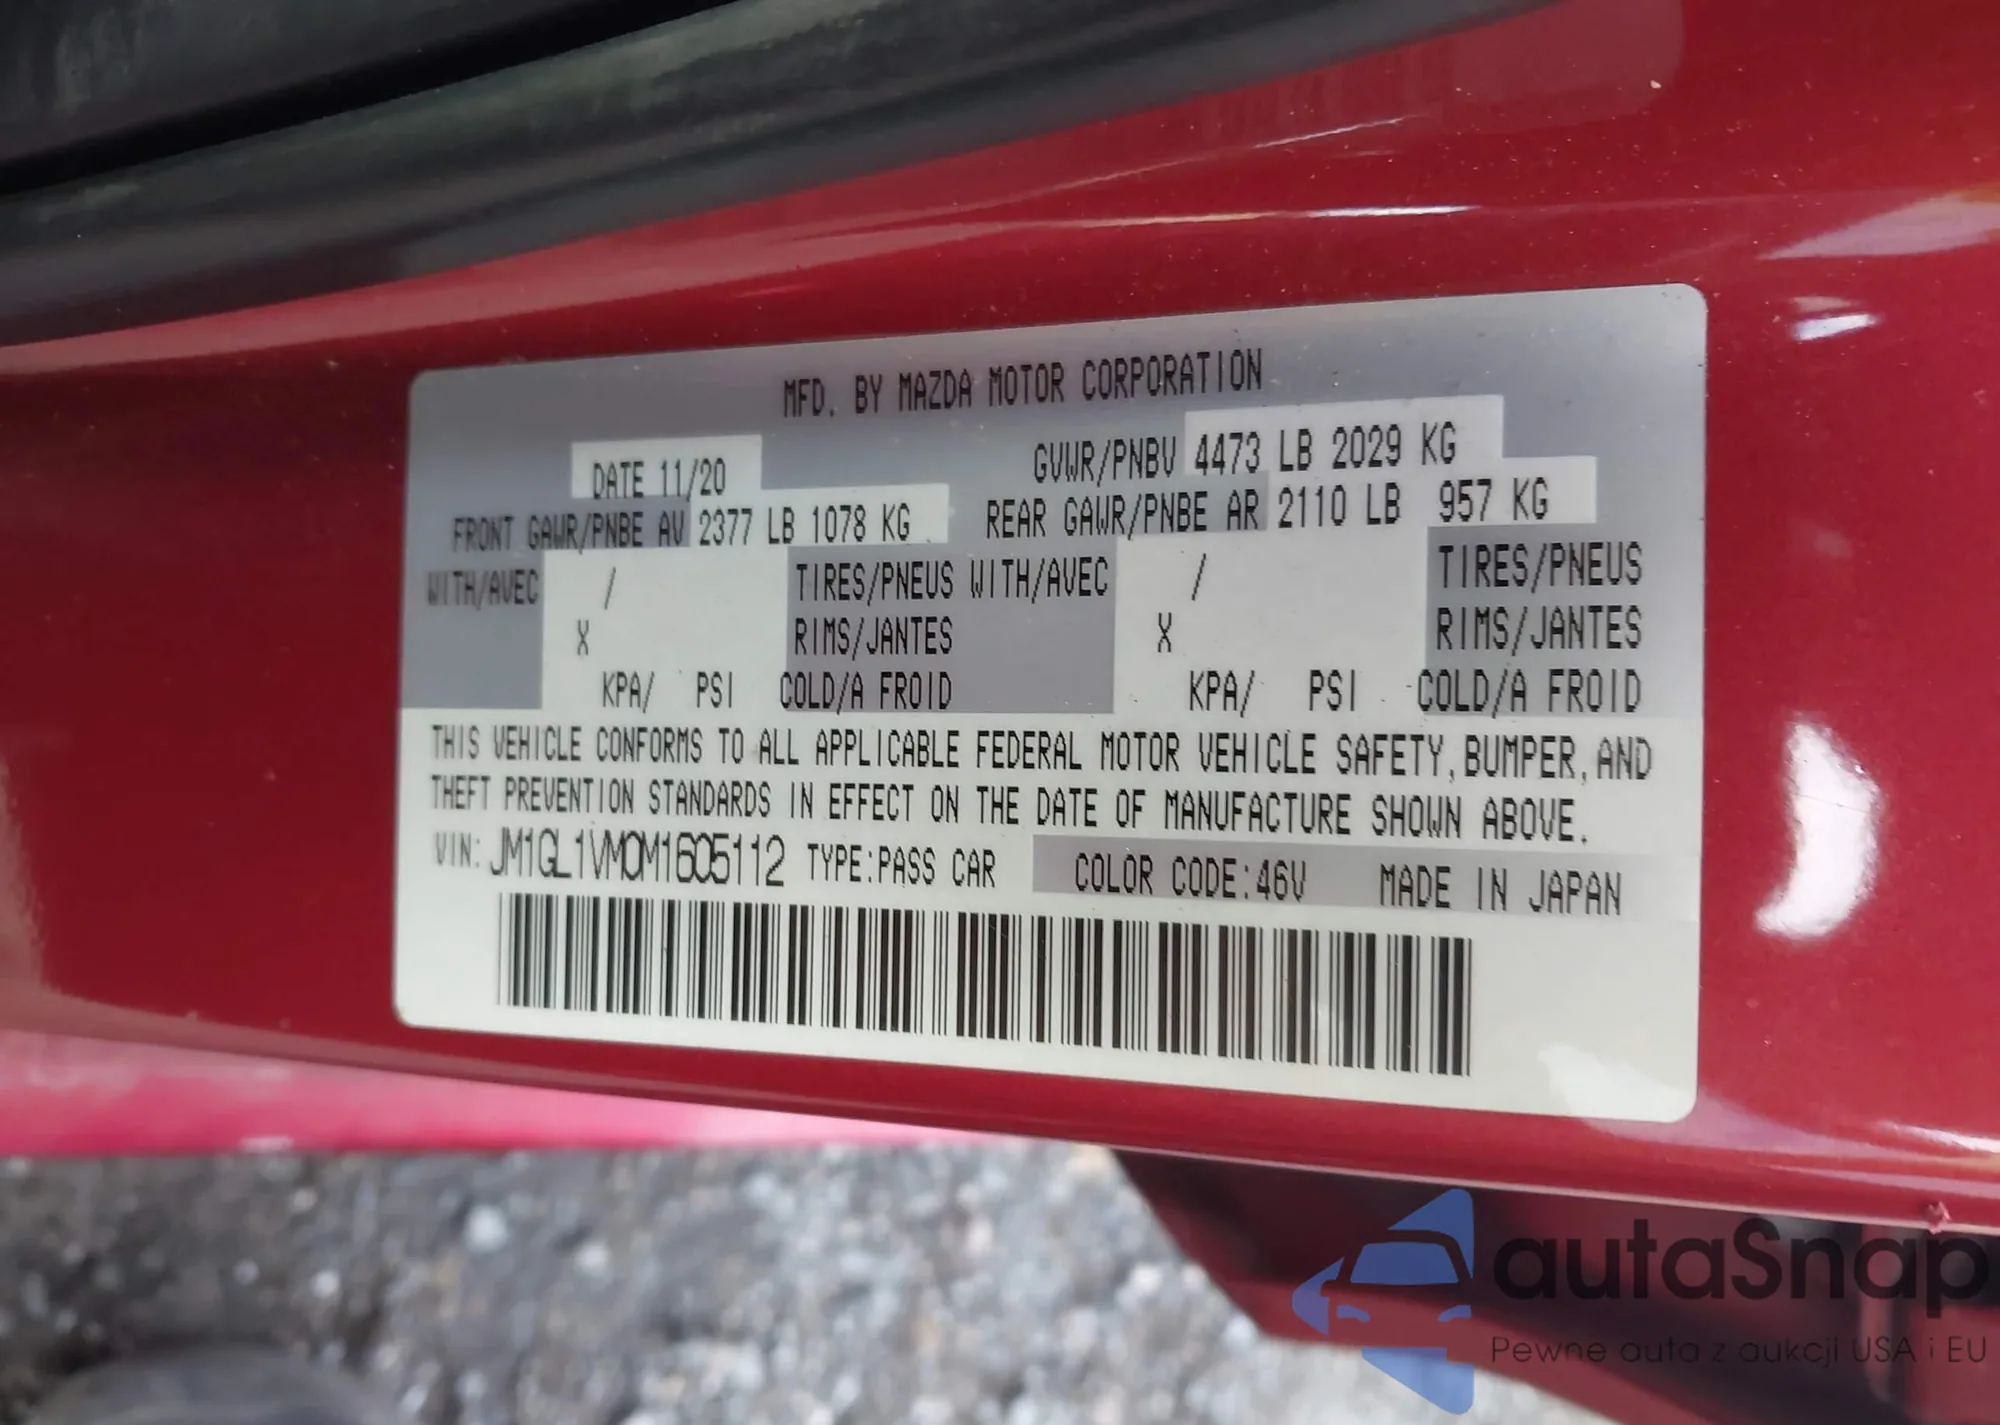 MFD. BY MAZDA MOTOR CORPORATION
DATE 11/20 GVWR/PNBV 4473 LB 2029 KG
FRONT GAWR/PNBE AV 2377 LB 1078 KG REAR GAWR/PNBE AR 2110 LB 957 KG
WITH/AVEC / TIRES/PNEUS WITH/AVEC / TIRES/PNEUS
X RIMS/JANTES X RIMS/JANTES
KPA/ PSI COLD/A FROID KPA/ PSI COLD/A FROID
THIS VEHICLE CONFORMS TO ALL APPLICABLE FEDERAL MOTOR VEHICLE SAFETY, BUMPER, AND
THEFT PREVENTION STANDARDS IN EFFECT ON THE DATE OF MANUFACTURE SHOWN ABOVE.
VIN: JM1GL1VM0M1605112 TYPE:PASS CAR COLOR CODE:46V MADE IN JAPAN
autaSnap
Pewne auta z aukcji USA i EU